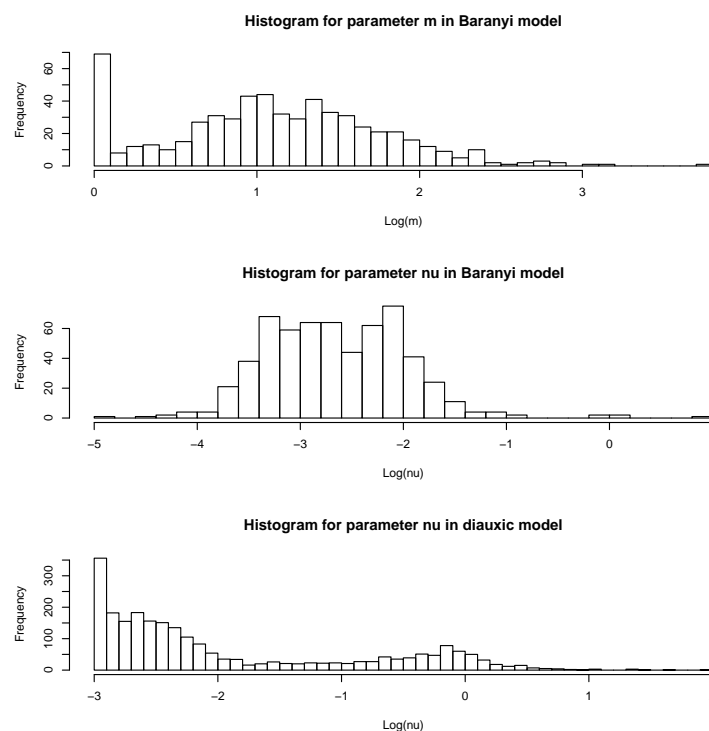 Histogram for parameter m in Baranyi model
Frequency
0 20 40 60
0 1 2 3
Log(m)
Histogram for parameter nu in Baranyi model
Frequency
0 20 40 60
−5 −4 −3 −2 −1 0
Log(nu)
Histogram for parameter nu in diauxic model
Frequency
0 100 200 300
−3 −2 −1 0 1
Log(nu)